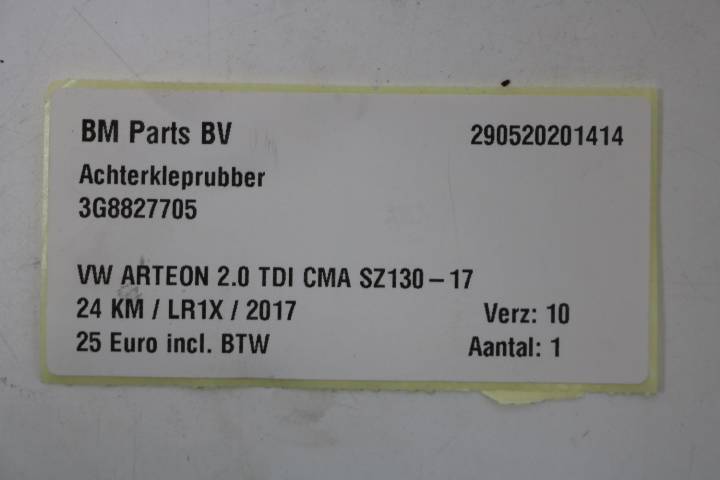 BM Parts BV 290520201414
Achterkleprubber
3G8827705
VW ARTEON 2.0 TDI CMA SZ130-17
24 KM / LR1X / 2017 Verz: 10
25 Euro incl. BTW Aantal: 1